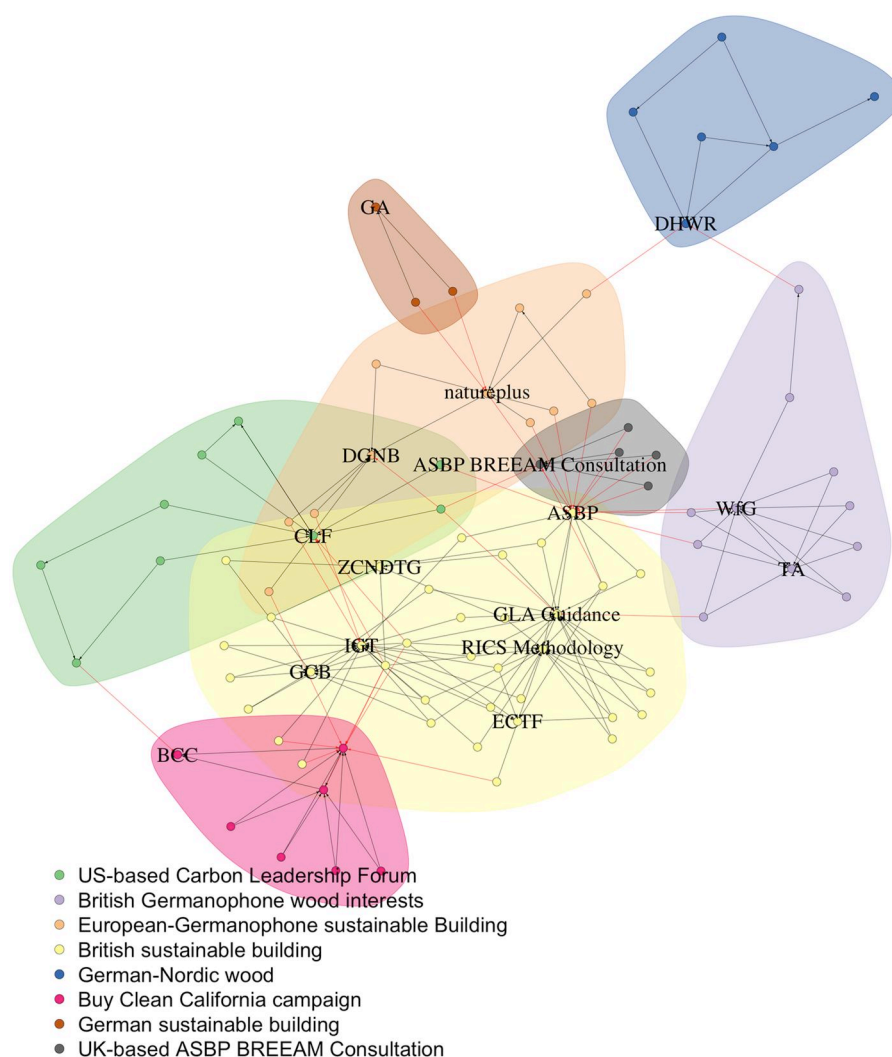 GA
DHWR
natureplus
DGNB
ASBP BREEAM Consultation
WfG
ASBP
CLF
ZCNDTG
TA
GLA Guidance
IGT
RICS Methodology
GCB
ECTF
BCC
US-based Carbon Leadership Forum
British Germanophone wood interests
European-Germanophone sustainable Building
British sustainable building
German-Nordic wood
Buy Clean California campaign
German sustainable building
UK-based ASBP BREEAM Consultation